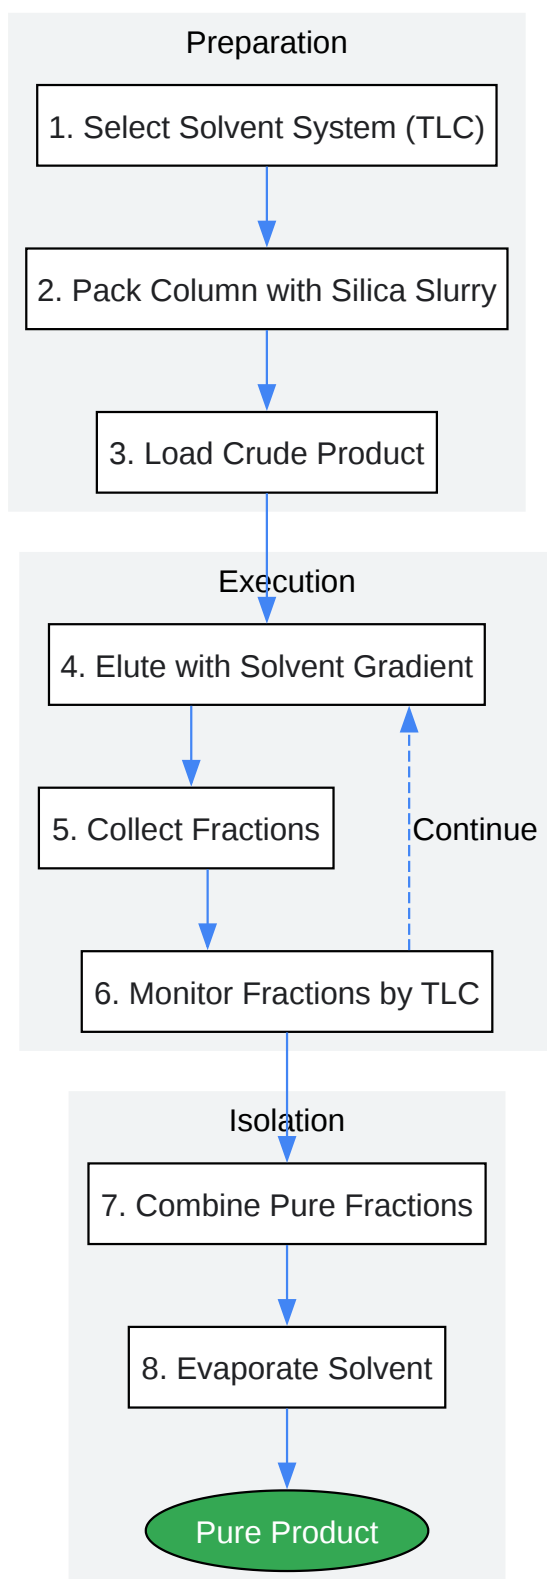 Preparation
1. Select Solvent System (TLC)
2. Pack Column with Silica Slurry
3. Load Crude Product
Execution
4. Elute with Solvent Gradient
5. Collect Fractions
Continue
6. Monitor Fractions by TLC
Isolation
7. Combine Pure Fractions
8. Evaporate Solvent
Pure Product